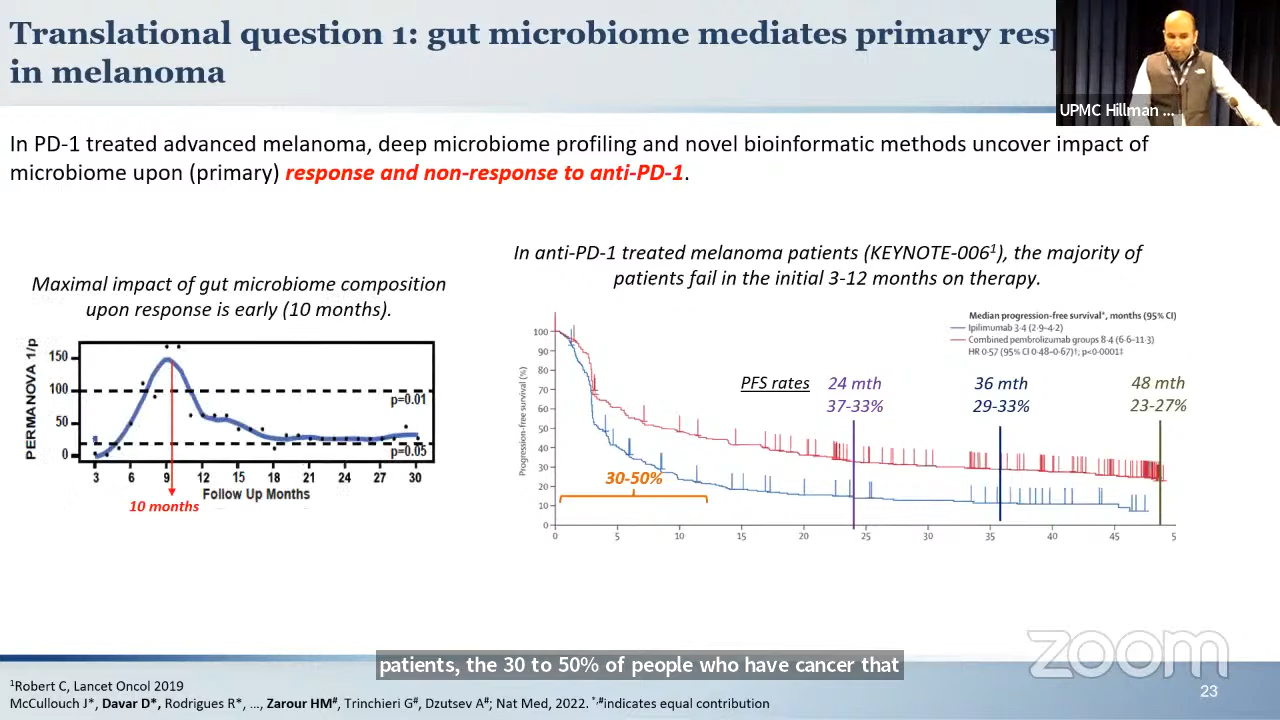 Translational question 1: gut microbiome mediates primary resp
in melanoma
UPMC Hillman ...
In PD-1 treated advanced melanoma, deep microbiome profiling and novel bioinformatic methods uncover impact of
microbiome upon (primary) response and non-response to anti-PD-1.
Maximal impact of gut microbiome composition
upon response is early (10 months).
PERMANOVA 1/p
150
100
50
0
p=0.01
p=0.05
3 6 9 12 15 18 21 24 27 30
Follow Up Months
10 months
In anti-PD-1 treated melanoma patients (KEYNOTE-006¹), the majority of
patients fail in the initial 3-12 months on therapy.
Median progression-free survival*, months (95% CI)
Ipilimumab 3·4 (2·9–4·2)
Combined pembrolizumab groups 8·4 (6·6–11·3)
HR 0·57 (95% CI 0·48–0·67)†; p<0·0001‡
PFS rates
24 mth
37-33%
36 mth
29-33%
48 mth
23-27%
Progression-free survival (%)
100
90
80
70
60
50
40
30
20
10
0
30-50%
0 5 10 15 20 25 30 35 40 45 5
patients, the 30 to 50% of people who have cancer that
zoom
¹Robert C, Lancet Oncol 2019
McCullouch J*, Davar D*, Rodrigues R*, ..., Zarour HM#, Trinchieri G#, Dzutsev A#; Nat Med, 2022. *,#indicates equal contribution
23